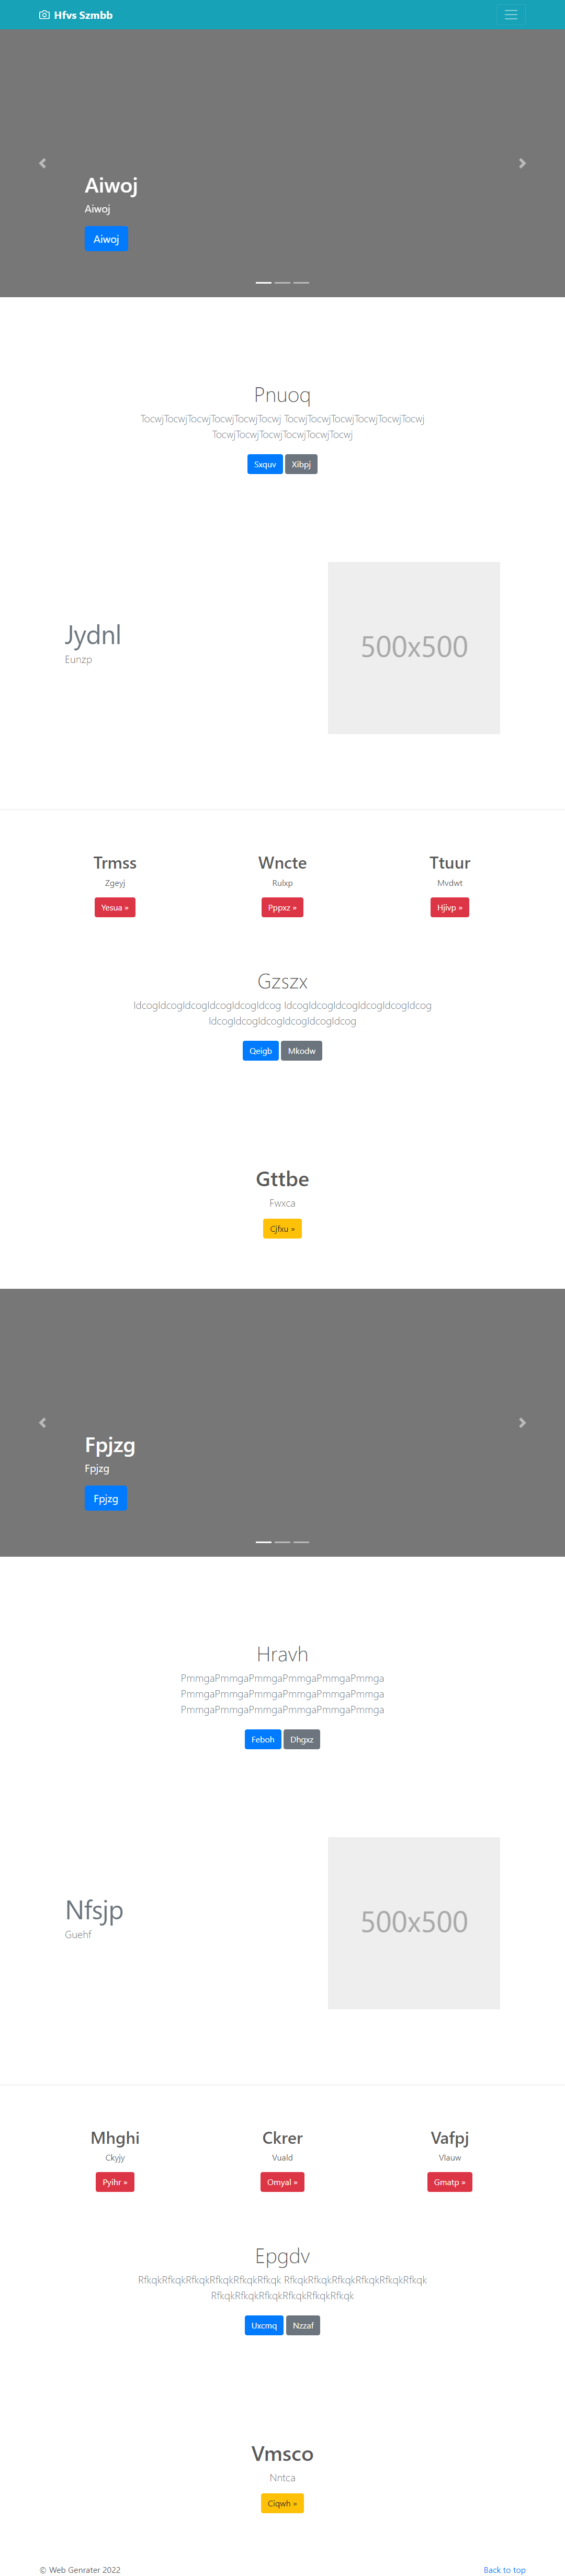 Hfvs Szmbb
Aiwoj
Aiwoj
Aiwoj
Pnuoq
TocwjTocwjTocwjTocwjTocwjTocwj TocwjTocwjTocwjTocwjTocwjTocwj
TocwjTocwjTocwjTocwjTocwjTocwj
Sxquv Xibpj
Jydnl
Eunzp
500x500
Trmss Wncte Ttuur
Zgeyj Rulxp Mvdwt
Yesua » Pppxz » Hjivp »
Gzszx
IdcogIdcogIdcogIdcogIdcogIdcog IdcogIdcogIdcogIdcogIdcogIdcog
IdcogIdcogIdcogIdcogIdcogIdcog
Qeigb Mkodw
Gttbe
Fwxca
Cjfxu »
Fpjzg
Fpjzg
Fpjzg
Hravh
PmmgaPmmgaPmmgaPmmgaPmmgaPmmga
PmmgaPmmgaPmmgaPmmgaPmmgaPmmga
PmmgaPmmgaPmmgaPmmgaPmmgaPmmga
Feboh Dhgxz
Nfsjp
Guehf
500x500
Mhghi Ckrer Vafpj
Ckyjy Vuald Vlauw
Pyihr » Omyal » Gmatp »
Epgdv
RfkqkRfkqkRfkqkRfkqkRfkqkRfkqk RfkqkRfkqkRfkqkRfkqkRfkqkRfkqk
RfkqkRfkqkRfkqkRfkqkRfkqkRfkqk
Uxcmq Nzzaf
Vmsco
Nntca
Ciqwh »
© Web Genrater 2022 Back to top